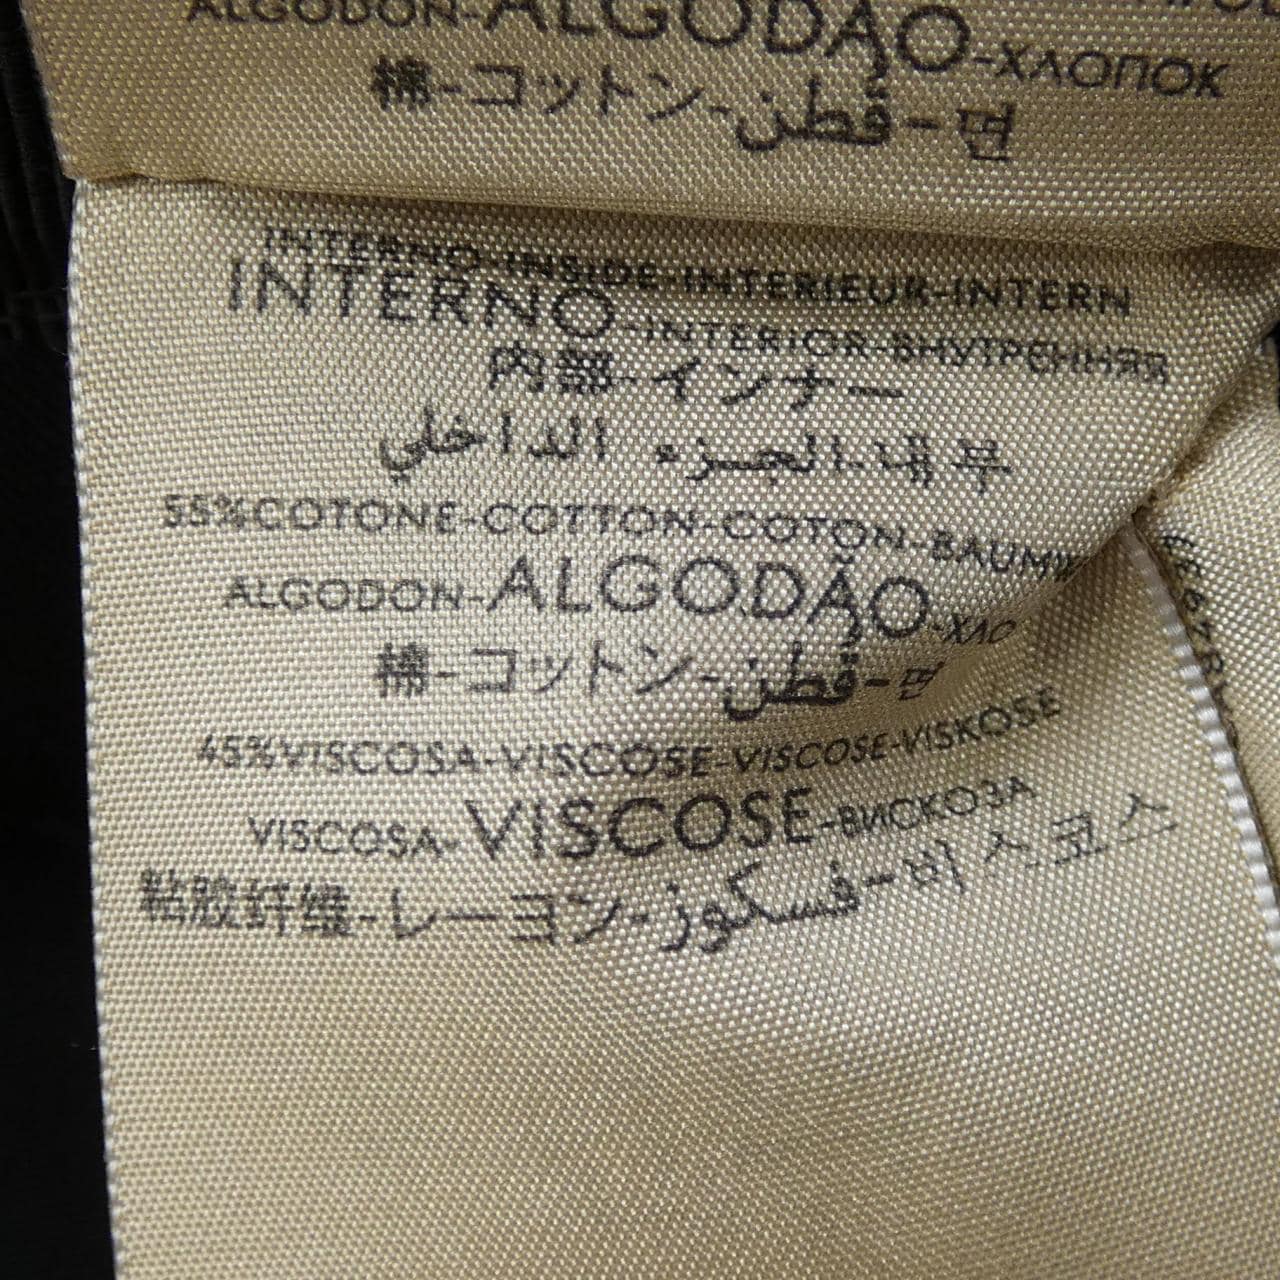 ALGODON-ALGODÃO-ХЛОПОК
棉-コットン-قطن-면
INTERNO-INSIDE-INTERIEUR-INTERN
INTERNO-INTERIOR-ВНУТРЕННЯЯ
内部-インナー
الجزء الداخلي-내부
55%COTONE-COTTON-COTON-BAUMW
ALGODON-ALGODÃO-ХЛО
棉-コットン-قطن-면
45%VISCOSA-VISCOSE-VISCOSE-VISKOSE
VISCOSA-VISCOSE-ВИСКОЗА
粘胶纤维-レーヨン-فسكوز-비스코스